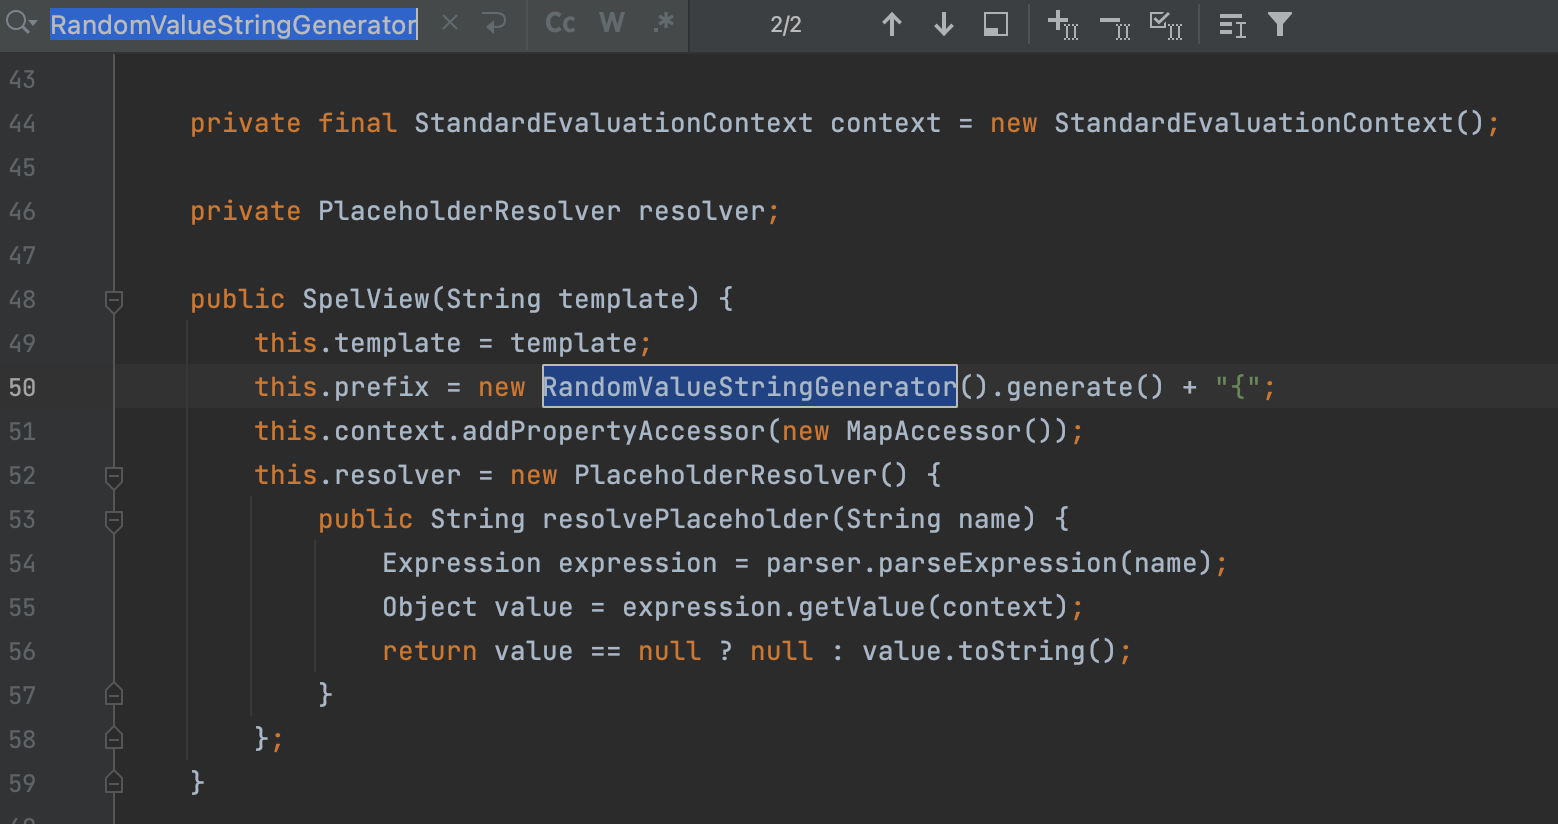 RandomValueStringGenerator Cc W .* 2/2
43
44 private final StandardEvaluationContext context = new StandardEvaluationContext();
45
46 private PlaceholderResolver resolver;
47
48 public SpelView(String template) {
49 this.template = template;
50 this.prefix = new RandomValueStringGenerator().generate() + "{";
51 this.context.addPropertyAccessor(new MapAccessor());
52 this.resolver = new PlaceholderResolver() {
53 public String resolvePlaceholder(String name) {
54 Expression expression = parser.parseExpression(name);
55 Object value = expression.getValue(context);
56 return value == null ? null : value.toString();
57 }
58 };
59 }